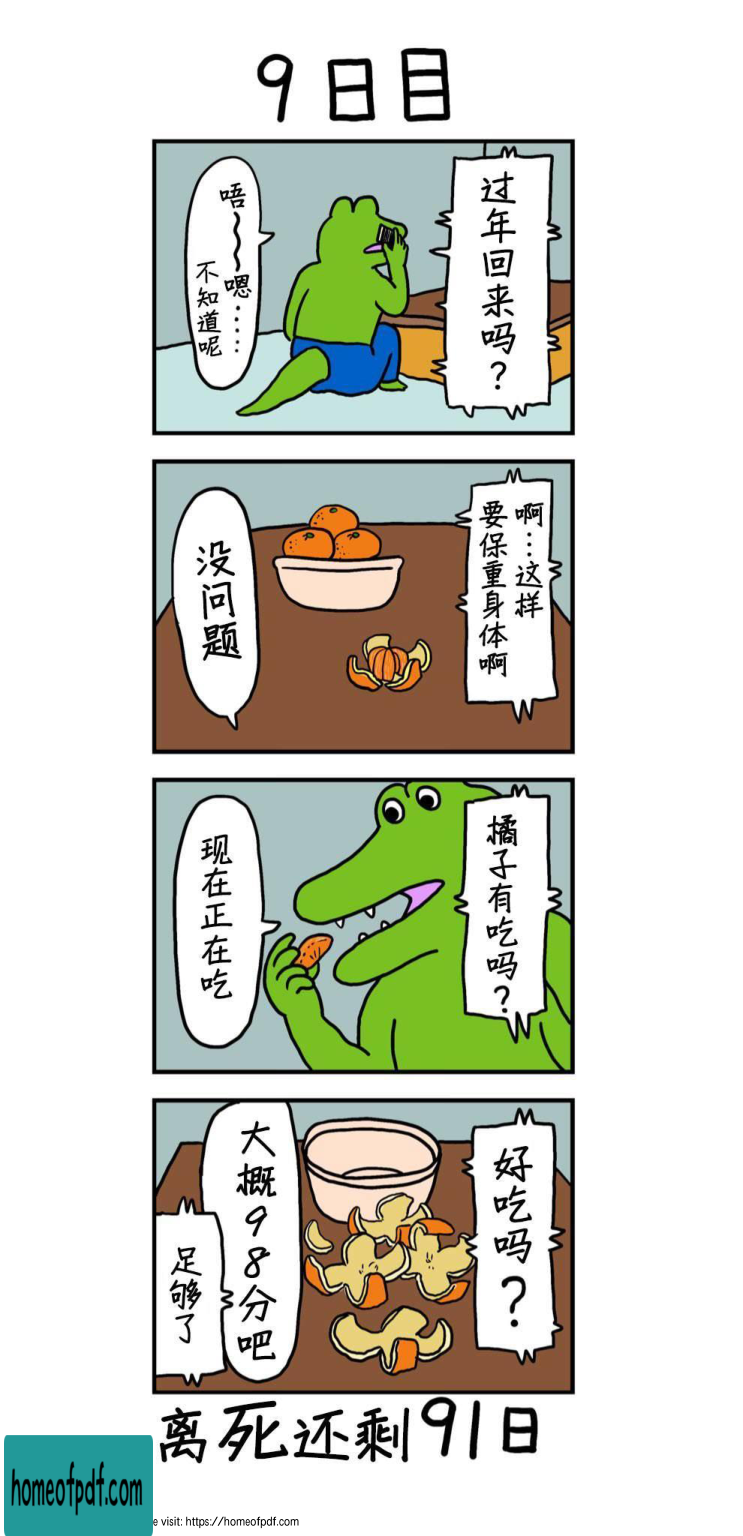 9日目
过年回来吗？
唔~~嗯……
不知道呢
啊…这样
要保重身体啊
没问题
橘子有吃吗？
现在正在吃
好吃吗？
大概98分吧
足够了
离死还剩91日
homeofpdf.com
e visit: https://homeofpdf.com